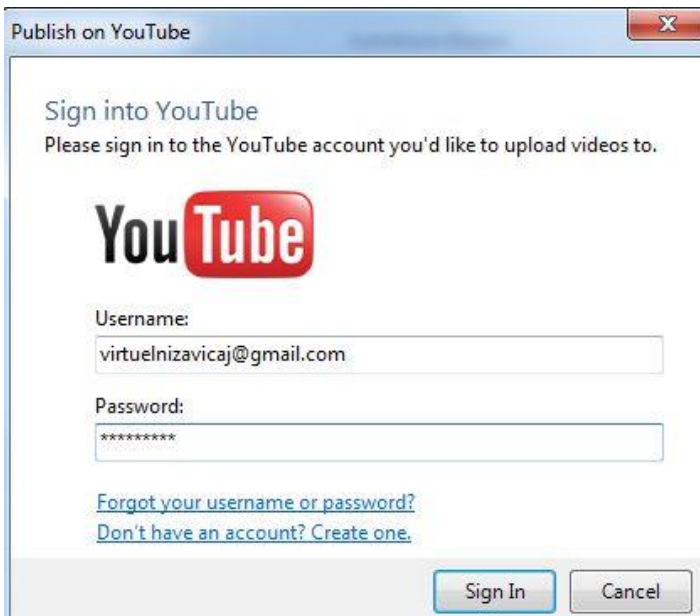 Publish on YouTube
Sign into YouTube
Please sign in to the YouTube account you'd like to upload videos to.
YouTube
Username:
virtuelnizavicaj@gmail.com
Password:
*********
Forgot your username or password?
Don't have an account? Create one.
Sign In Cancel